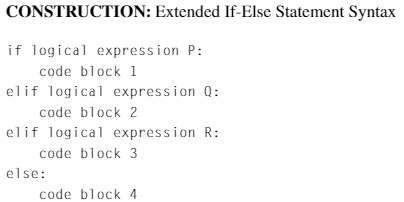 CONSTRUCTION: Extended If-Else Statement Syntax
if logical expression P:
    code block 1
elif logical expression Q:
    code block 2
elif logical expression R:
    code block 3
else:
    code block 4